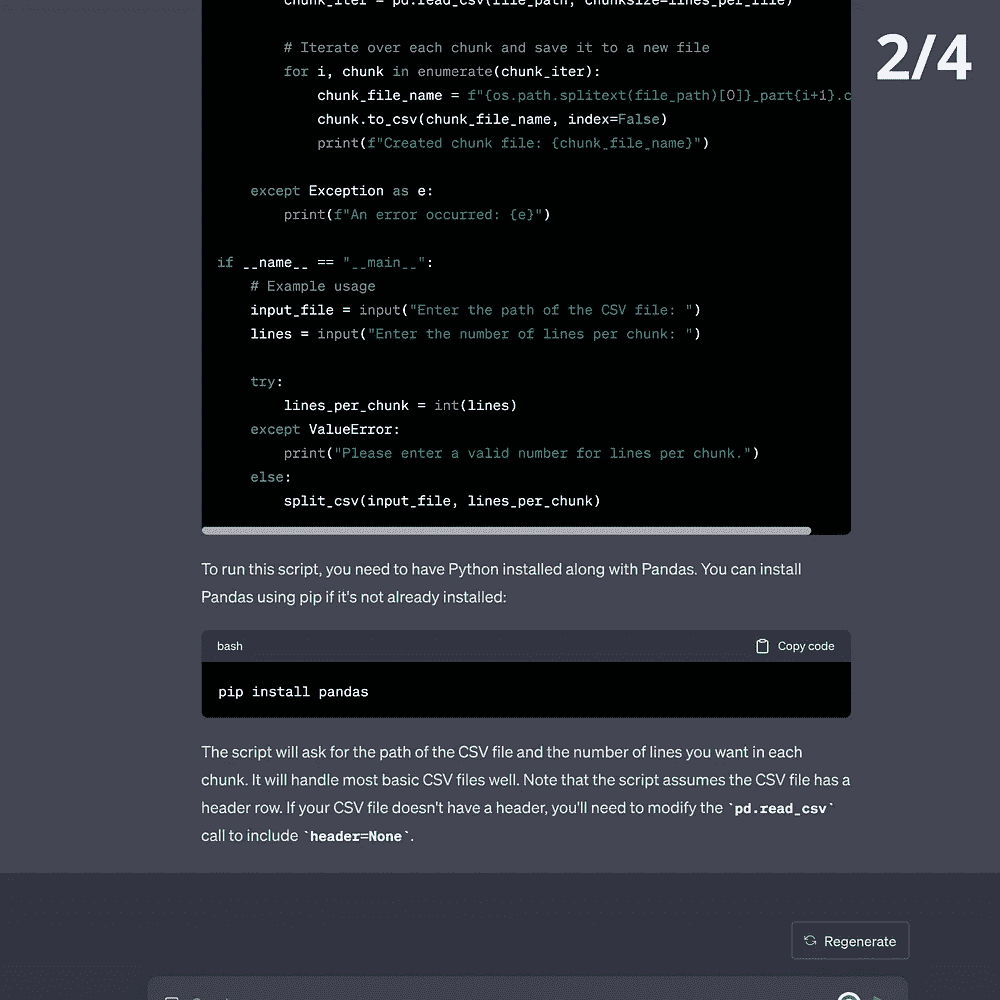 chunk_iter = pd.read_csv(file_path, chunksize=lines_per_file)
2/4
# Iterate over each chunk and save it to a new file
for i, chunk in enumerate(chunk_iter):
chunk_file_name = f"{os.path.splitext(file_path)[0]}_part{i+1}.c
chunk.to_csv(chunk_file_name, index=False)
print(f"Created chunk file: {chunk_file_name}")
except Exception as e:
print(f"An error occurred: {e}")
if __name__ == "__main__":
# Example usage
input_file = input("Enter the path of the CSV file: ")
lines = input("Enter the number of lines per chunk: ")
try:
lines_per_chunk = int(lines)
except ValueError:
print("Please enter a valid number for lines per chunk.")
else:
split_csv(input_file, lines_per_chunk)
To run this script, you need to have Python installed along with Pandas. You can install
Pandas using pip if it's not already installed:
bash Copy code
pip install pandas
The script will ask for the path of the CSV file and the number of lines you want in each
chunk. It will handle most basic CSV files well. Note that the script assumes the CSV file has a
header row. If your CSV file doesn't have a header, you'll need to modify the `pd.read_csv`
call to include `header=None`.
Regenerate